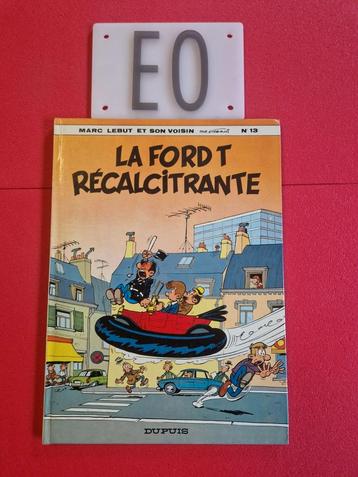 EO
MARC LEBUT ET SON VOISIN N° 13
LA FORD T
RÉCALCITRANTE
DUPUIS